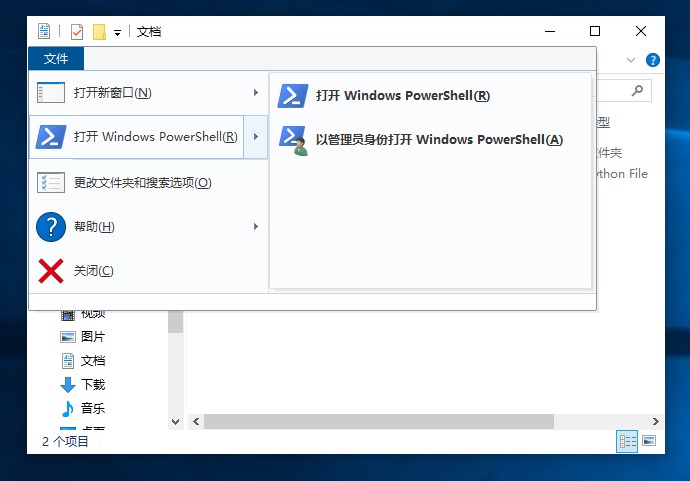 文档
文件
打开新窗口(N)
打开 Windows PowerShell(R)
更改文件夹和搜索选项(O)
帮助(H)
关闭(C)
打开 Windows PowerShell(R)
以管理员身份打开 Windows PowerShell(A)
型
文件夹
ython File
视频
图片
文档
下载
音乐
桌面
2 个项目